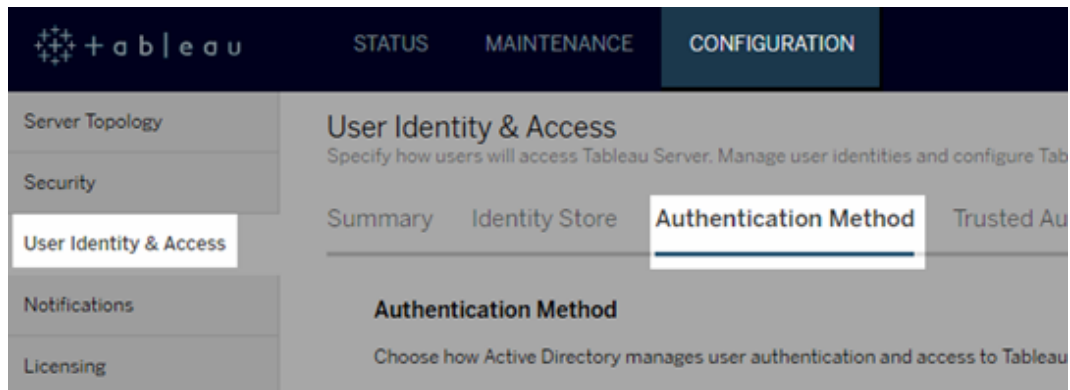 + a b | e a u
STATUS MAINTENANCE CONFIGURATION
Server Topology
Security
User Identity & Access
Notifications
Licensing
User Identity & Access
Specify how users will access Tableau Server. Manage user identities and configure Tab
Summary Identity Store Authentication Method Trusted Au
Authentication Method
Choose how Active Directory manages user authentication and access to Tableau